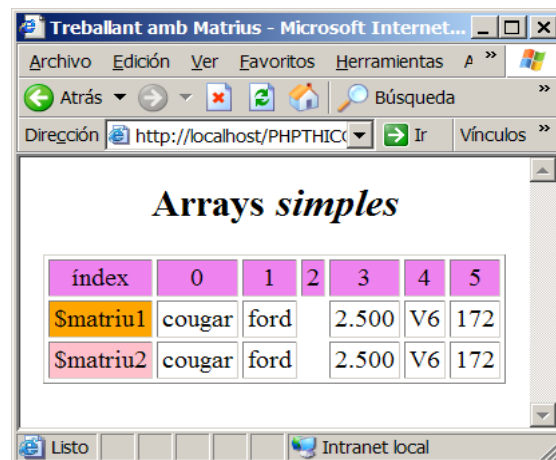 Treballant amb Matrius - Microsoft Internet...
Archivo Edición Ver Favoritos Herramientas A »
Atrás Búsqueda »
Dirección http://localhost/PHPTHIC Ir Vínculos »
Arrays simples
índex 0 1 2 3 4 5
$matriu1 cougar ford 2.500 V6 172
$matriu2 cougar ford 2.500 V6 172
Listo Intranet local